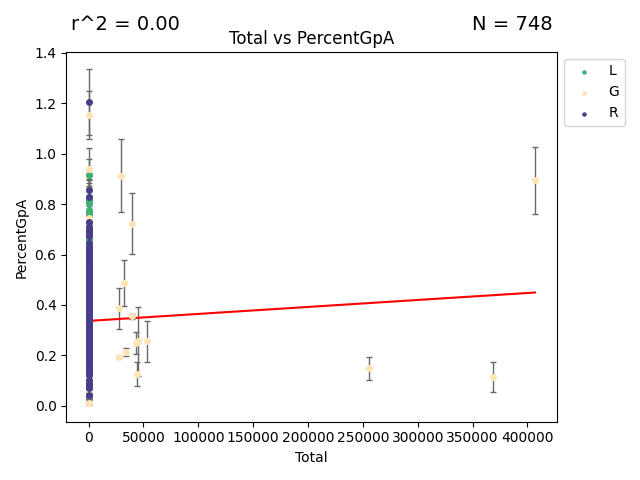 r^2 = 0.00
N = 748
Total vs PercentGpA
L
G
R
PercentGpA
1.4
1.2
1.0
0.8
0.6
0.4
0.2
0.0
0 50000 100000 150000 200000 250000 300000 350000 400000
Total